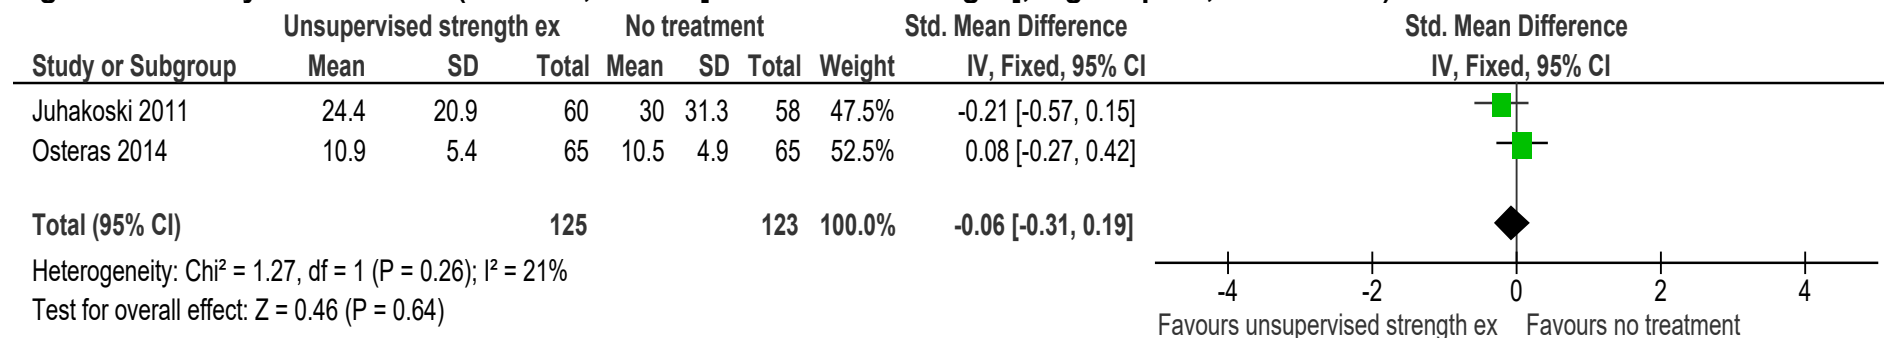 Unsupervised strength ex No treatment Std. Mean Difference Std. Mean Difference
Study or Subgroup Mean SD Total Mean SD Total Weight IV, Fixed, 95% CI IV, Fixed, 95% CI
Juhakoski 2011 24.4 20.9 60 30 31.3 58 47.5% -0.21 [-0.57, 0.15]
Osteras 2014 10.9 5.4 65 10.5 4.9 65 52.5% 0.08 [-0.27, 0.42]
Total (95% CI) 125 123 100.0% -0.06 [-0.31, 0.19]
Heterogeneity: Chi² = 1.27, df = 1 (P = 0.26); I² = 21%
Test for overall effect: Z = 0.46 (P = 0.64)
-4 -2 0 2 4
Favours unsupervised strength ex Favours no treatment